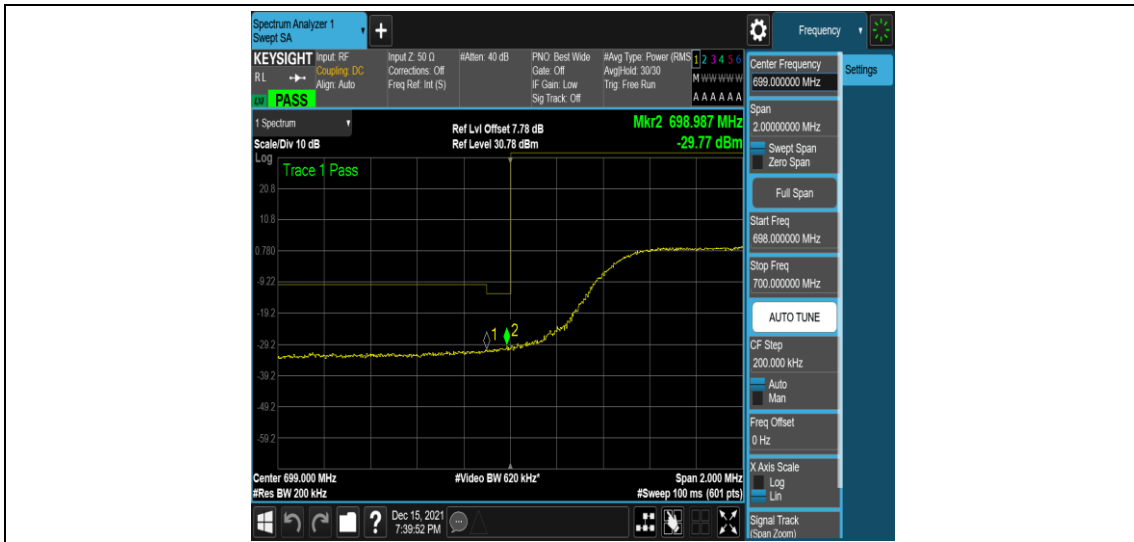 Spectrum Analyzer 1
Swept SA
Frequency
KEYSIGHT
Input: RF
Coupling: DC
Align: Auto
Input Z: 50 Ω
Corrections: Off
Freq Ref: Int (S)
#Atten: 40 dB
PNO: Best Wide
Gate: Off
IF Gain: Low
Sig Track: Off
#Avg Type: Power (RMS
Avg|Hold: 30/30
Trig: Free Run
1 2 3 4 5 6
M W W W W W
A A A A A A
R L
PASS
1 Spectrum
Scale/Div 10 dB
Ref Lvl Offset 7.78 dB
Ref Level 30.78 dBm
Mkr2 698.987 MHz
-29.77 dBm
Log
Trace 1 Pass
20.8
10.8
0.780
-9.22
-19.2
-29.2
-39.2
-49.2
-59.2
1
2
Center 699.000 MHz
#Res BW 200 kHz
#Video BW 620 kHz*
Span 2.000 MHz
#Sweep 100 ms (601 pts)
Center Frequency
699.000000 MHz
Settings
Span
2.00000000 MHz
Swept Span
Zero Span
Full Span
Start Freq
698.000000 MHz
Stop Freq
700.000000 MHz
AUTO TUNE
CF Step
200.000 kHz
Auto
Man
Freq Offset
0 Hz
X Axis Scale
Log
Lin
Signal Track
(Span Zoom)
?
Dec 15, 2021
7:39:52 PM